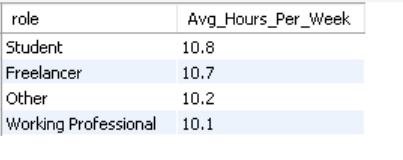 role Avg_Hours_Per_Week
Student 10.8
Freelancer 10.7
Other 10.2
Working Professional 10.1